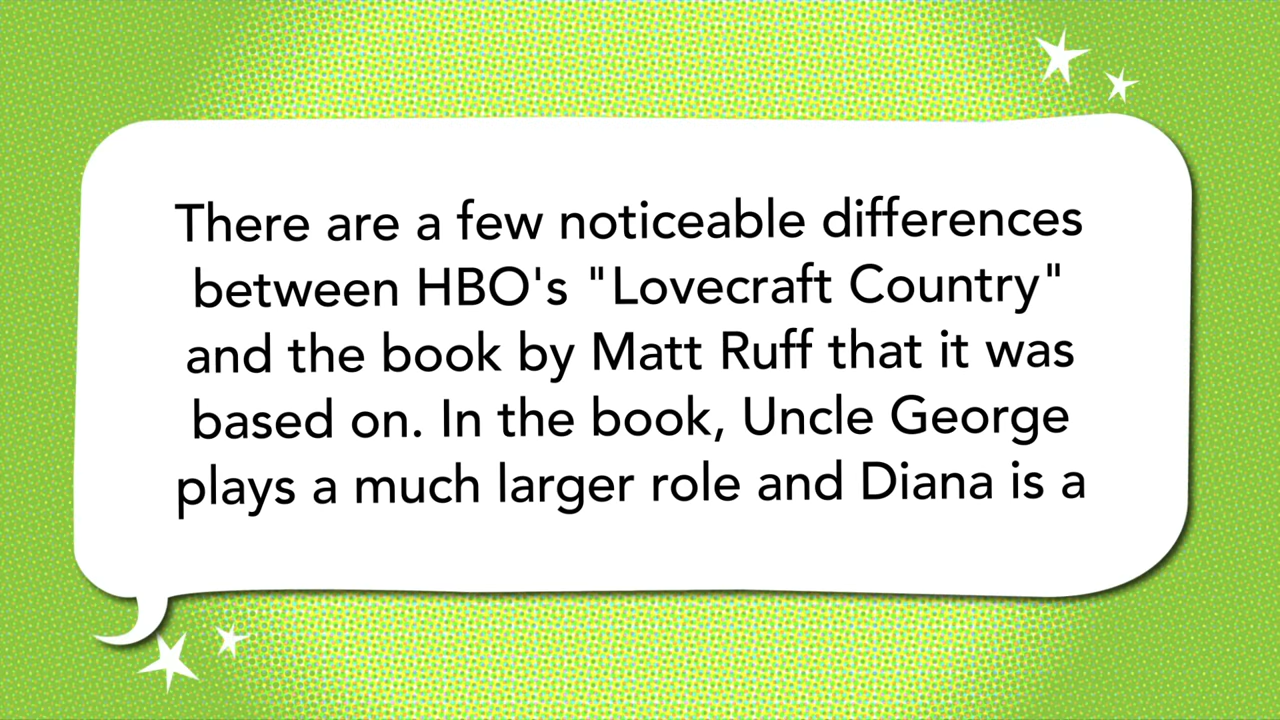 There are a few noticeable differences
between HBO's "Lovecraft Country"
and the book by Matt Ruff that it was
based on. In the book, Uncle George
plays a much larger role and Diana is a